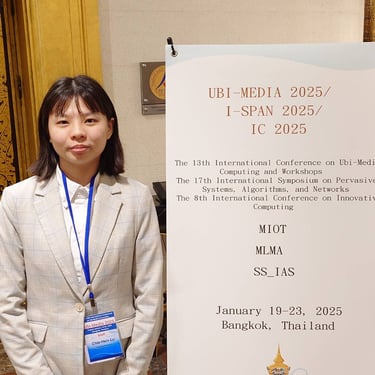 UBI-MEDIA 2025/
I-SPAN 2025/
IC 2025
The 13th International Conference on Ubi-Media
Computing and Workshops
The 17th International Symposium on Pervasive
Systems, Algorithms, and Networks
The 8th International Conference on Innovative
Computing
MIOT
MLMA
SS_IAS
January 19-23, 2025
Bangkok, Thailand